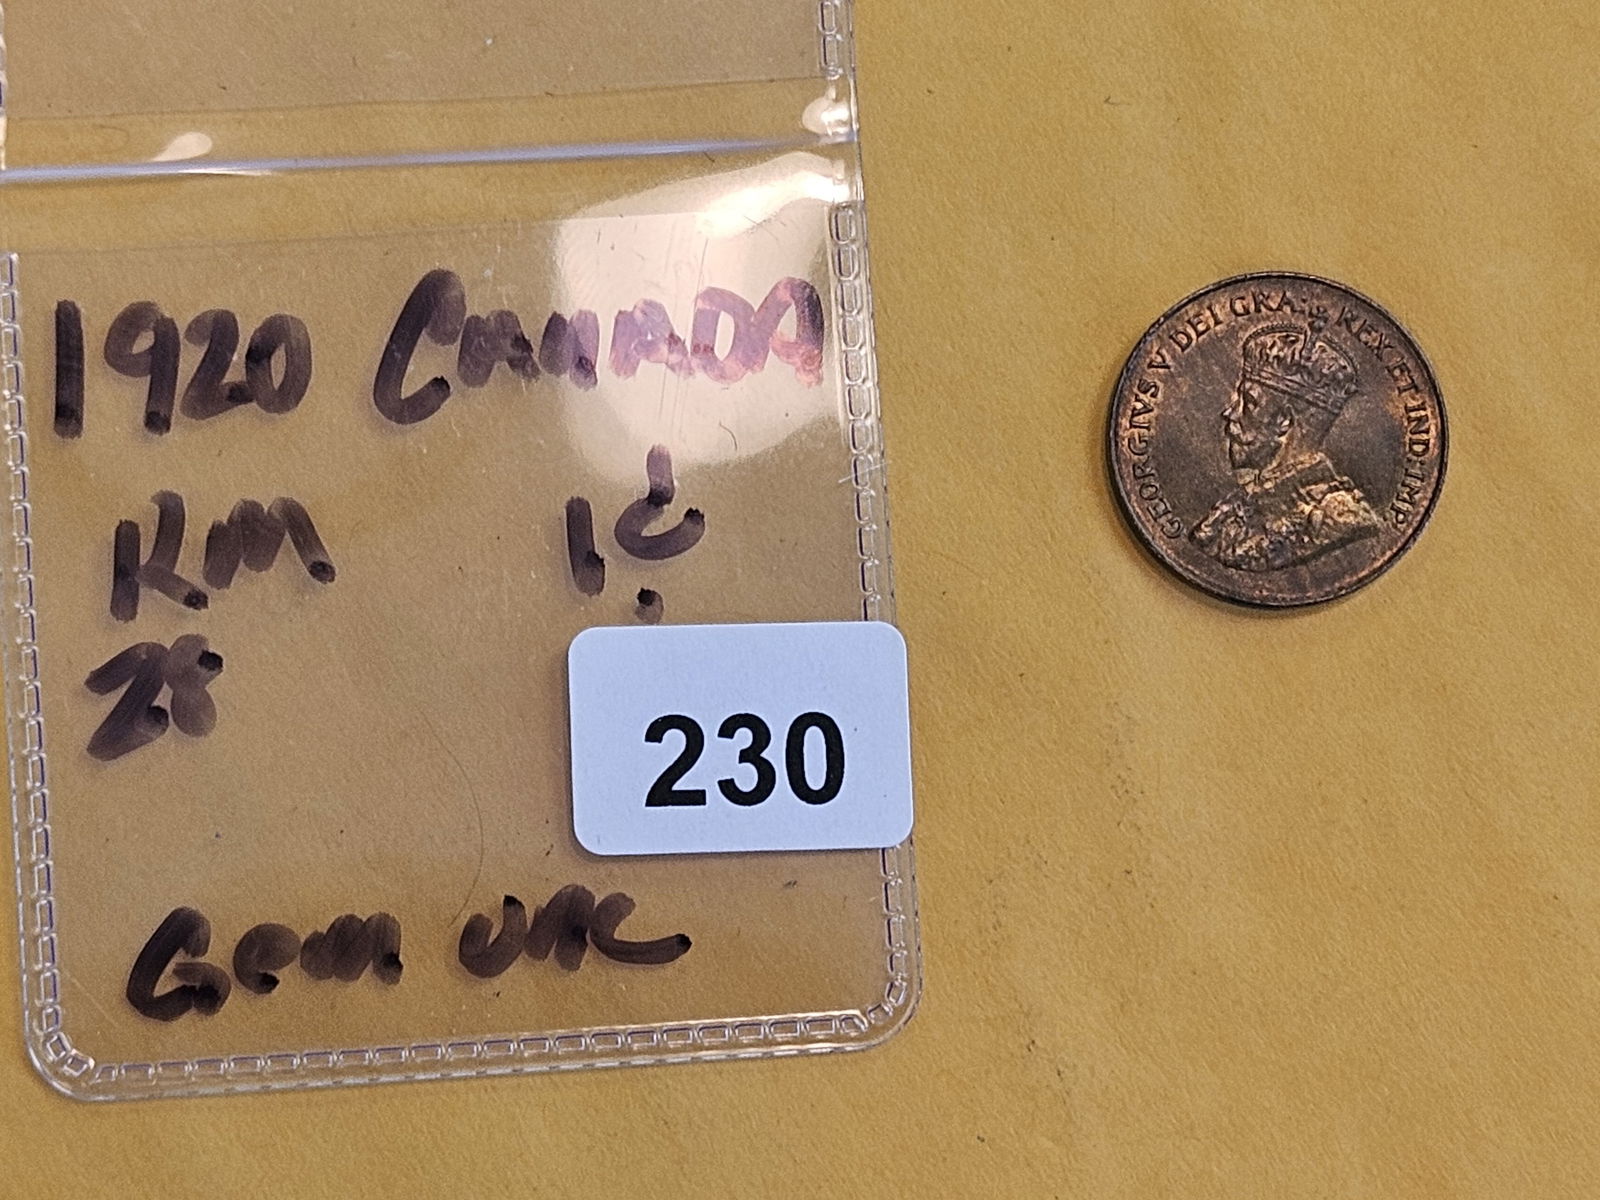 1920 CANADA
KM 1¢
28
230
Gem unc
GEORGIVS V DEI GRA: REX ET IND: IMP: